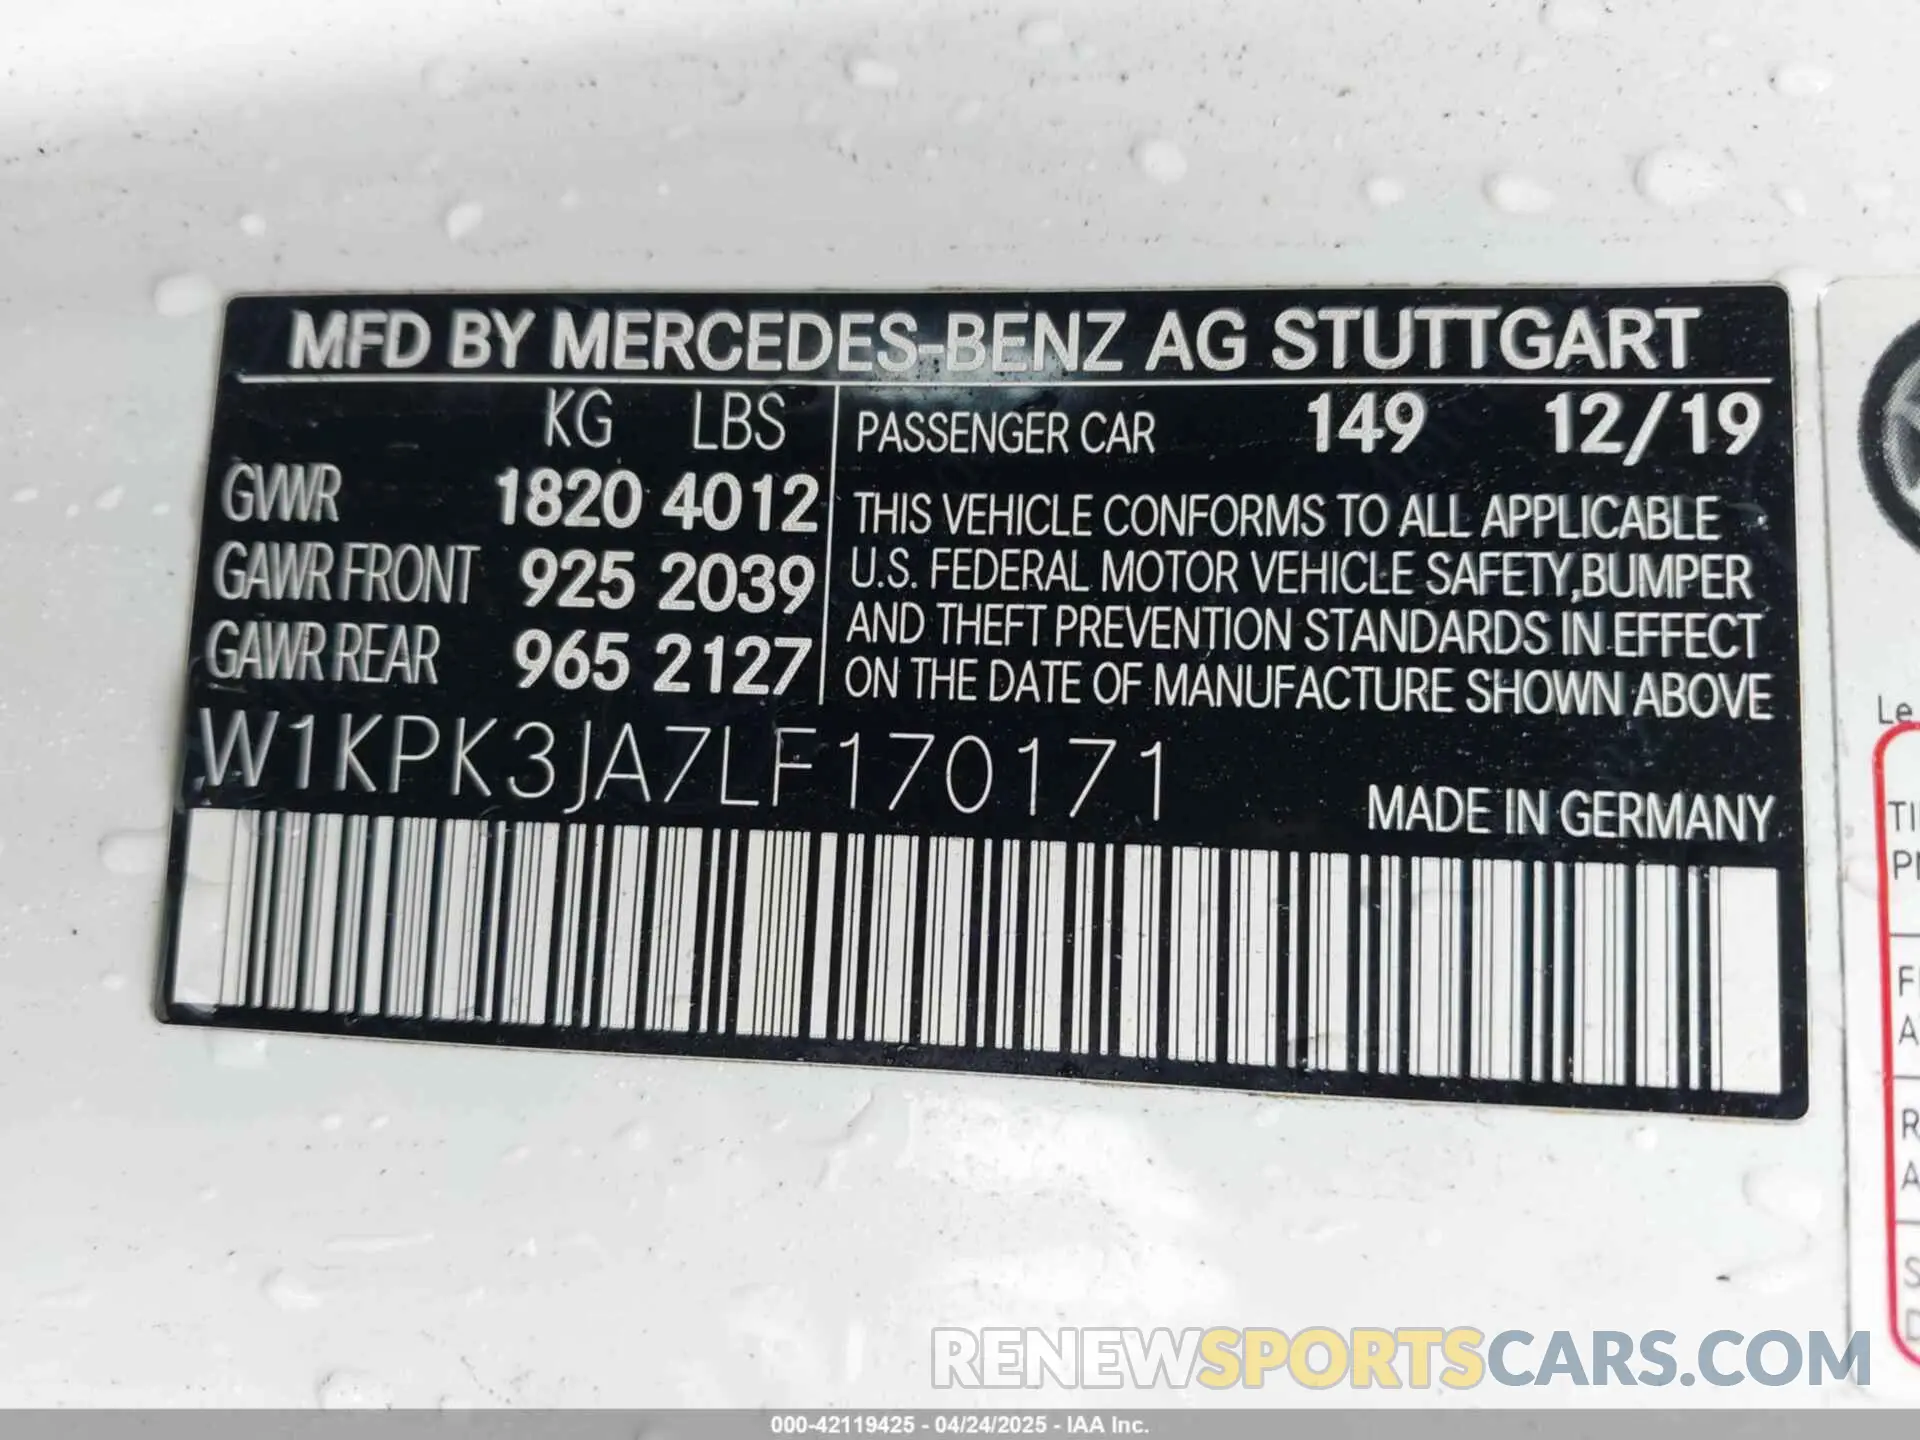 MFD BY MERCEDES-BENZ AG STUTTGART
KG LBS
GVWR 1820 4012
GAWR FRONT 925 2039
GAWR REAR 965 2127
PASSENGER CAR 149 12/19
THIS VEHICLE CONFORMS TO ALL APPLICABLE
U.S. FEDERAL MOTOR VEHICLE SAFETY,BUMPER
AND THEFT PREVENTION STANDARDS IN EFFECT
ON THE DATE OF MANUFACTURE SHOWN ABOVE
W1KPK3JA7LF170171
MADE IN GERMANY
Le
RENEWSPORTSCARS.COM
000-42119425 - 04/24/2025 - IAA Inc.